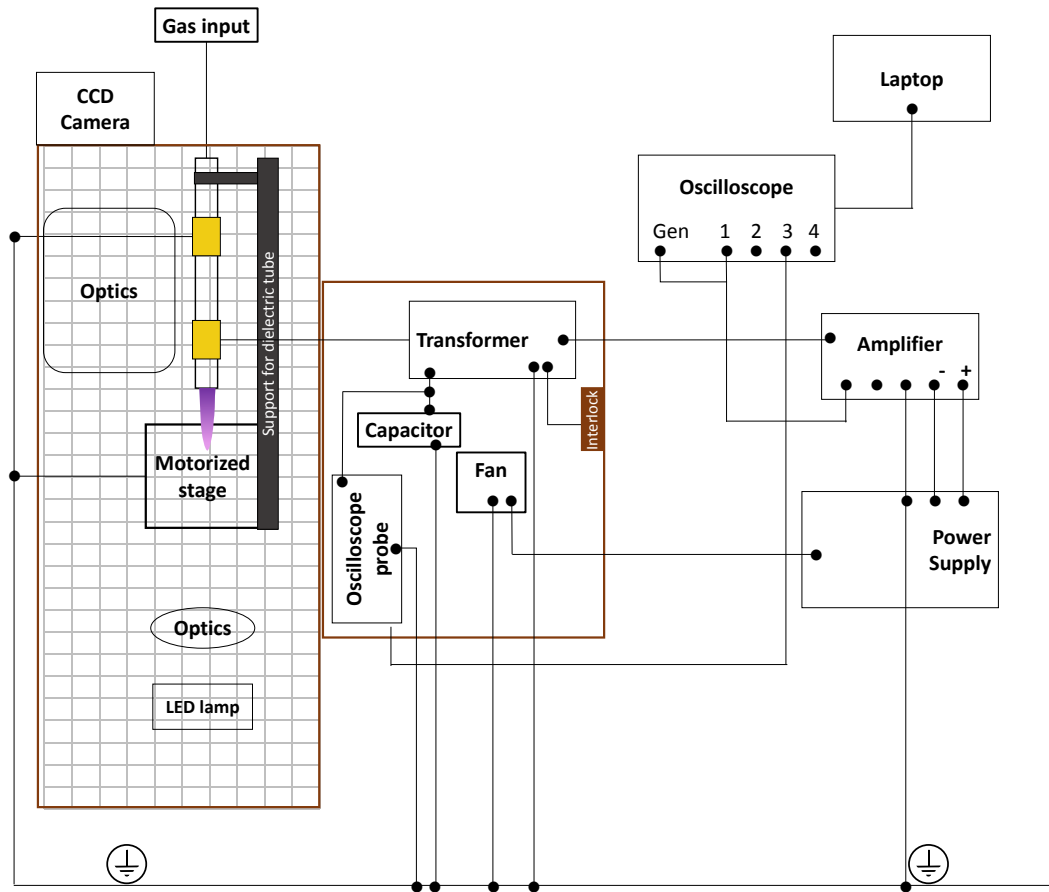 Gas input
CCD
Camera
Laptop
Oscilloscope
Gen 1 2 3 4
Optics
Support for dielectric tube
Transformer
Amplifier
- +
Interlock
Capacitor
Motorized
stage
Fan
Oscilloscope
probe
Power
Supply
Optics
LED lamp